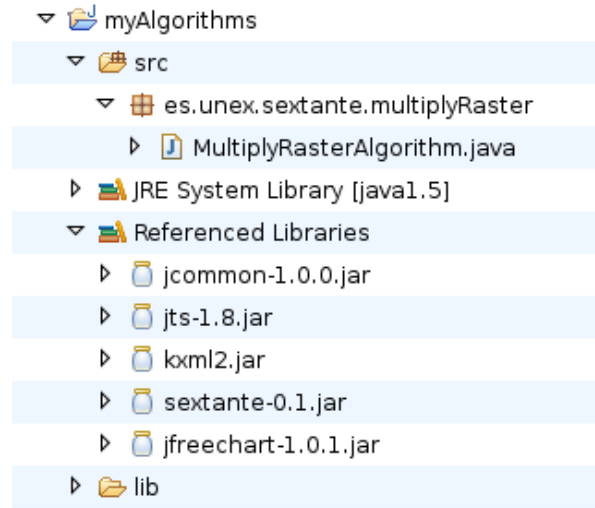 myAlgorithms
src
es.unex.sextante.multiplyRaster
MultiplyRasterAlgorithm.java
JRE System Library [java1.5]
Referenced Libraries
jcommon-1.0.0.jar
jts-1.8.jar
kxml2.jar
sextante-0.1.jar
jfreechart-1.0.1.jar
lib